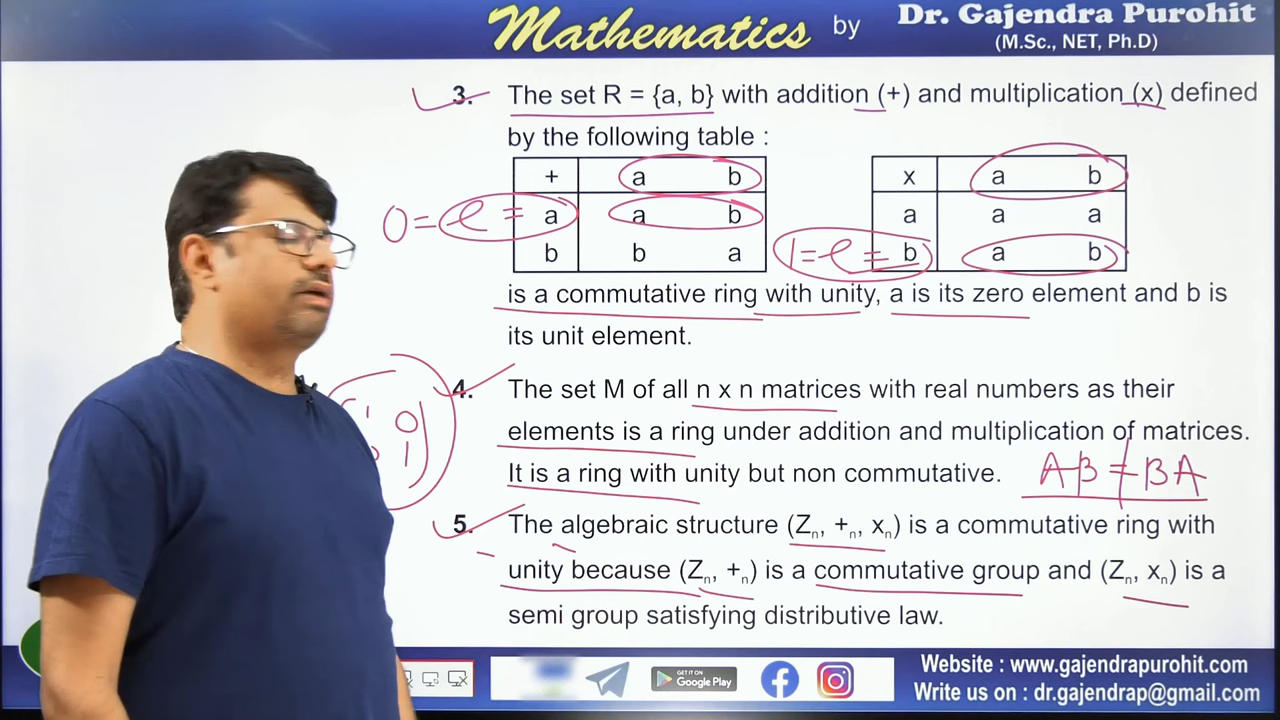 Mathematics by Dr. Gajendra Purohit
(M.Sc., NET, Ph.D)
3. The set R = {a, b} with addition (+) and multiplication (x) defined
by the following table :
+ a b x a b
0 = e = a a b a a a
b b a 1 = e = b a b
is a commutative ring with unity, a is its zero element and b is
its unit element.
4. The set M of all n x n matrices with real numbers as their
elements is a ring under addition and multiplication of matrices.
It is a ring with unity but non commutative. AB ≠ BA
5. The algebraic structure (Zₙ, +ₙ, xₙ) is a commutative ring with
unity because (Zₙ, +ₙ) is a commutative group and (Zₙ, xₙ) is a
semi group satisfying distributive law.
GET IT ON
Google Play
Website : www.gajendrapurohit.com
Write us on : dr.gajendrap@gmail.com